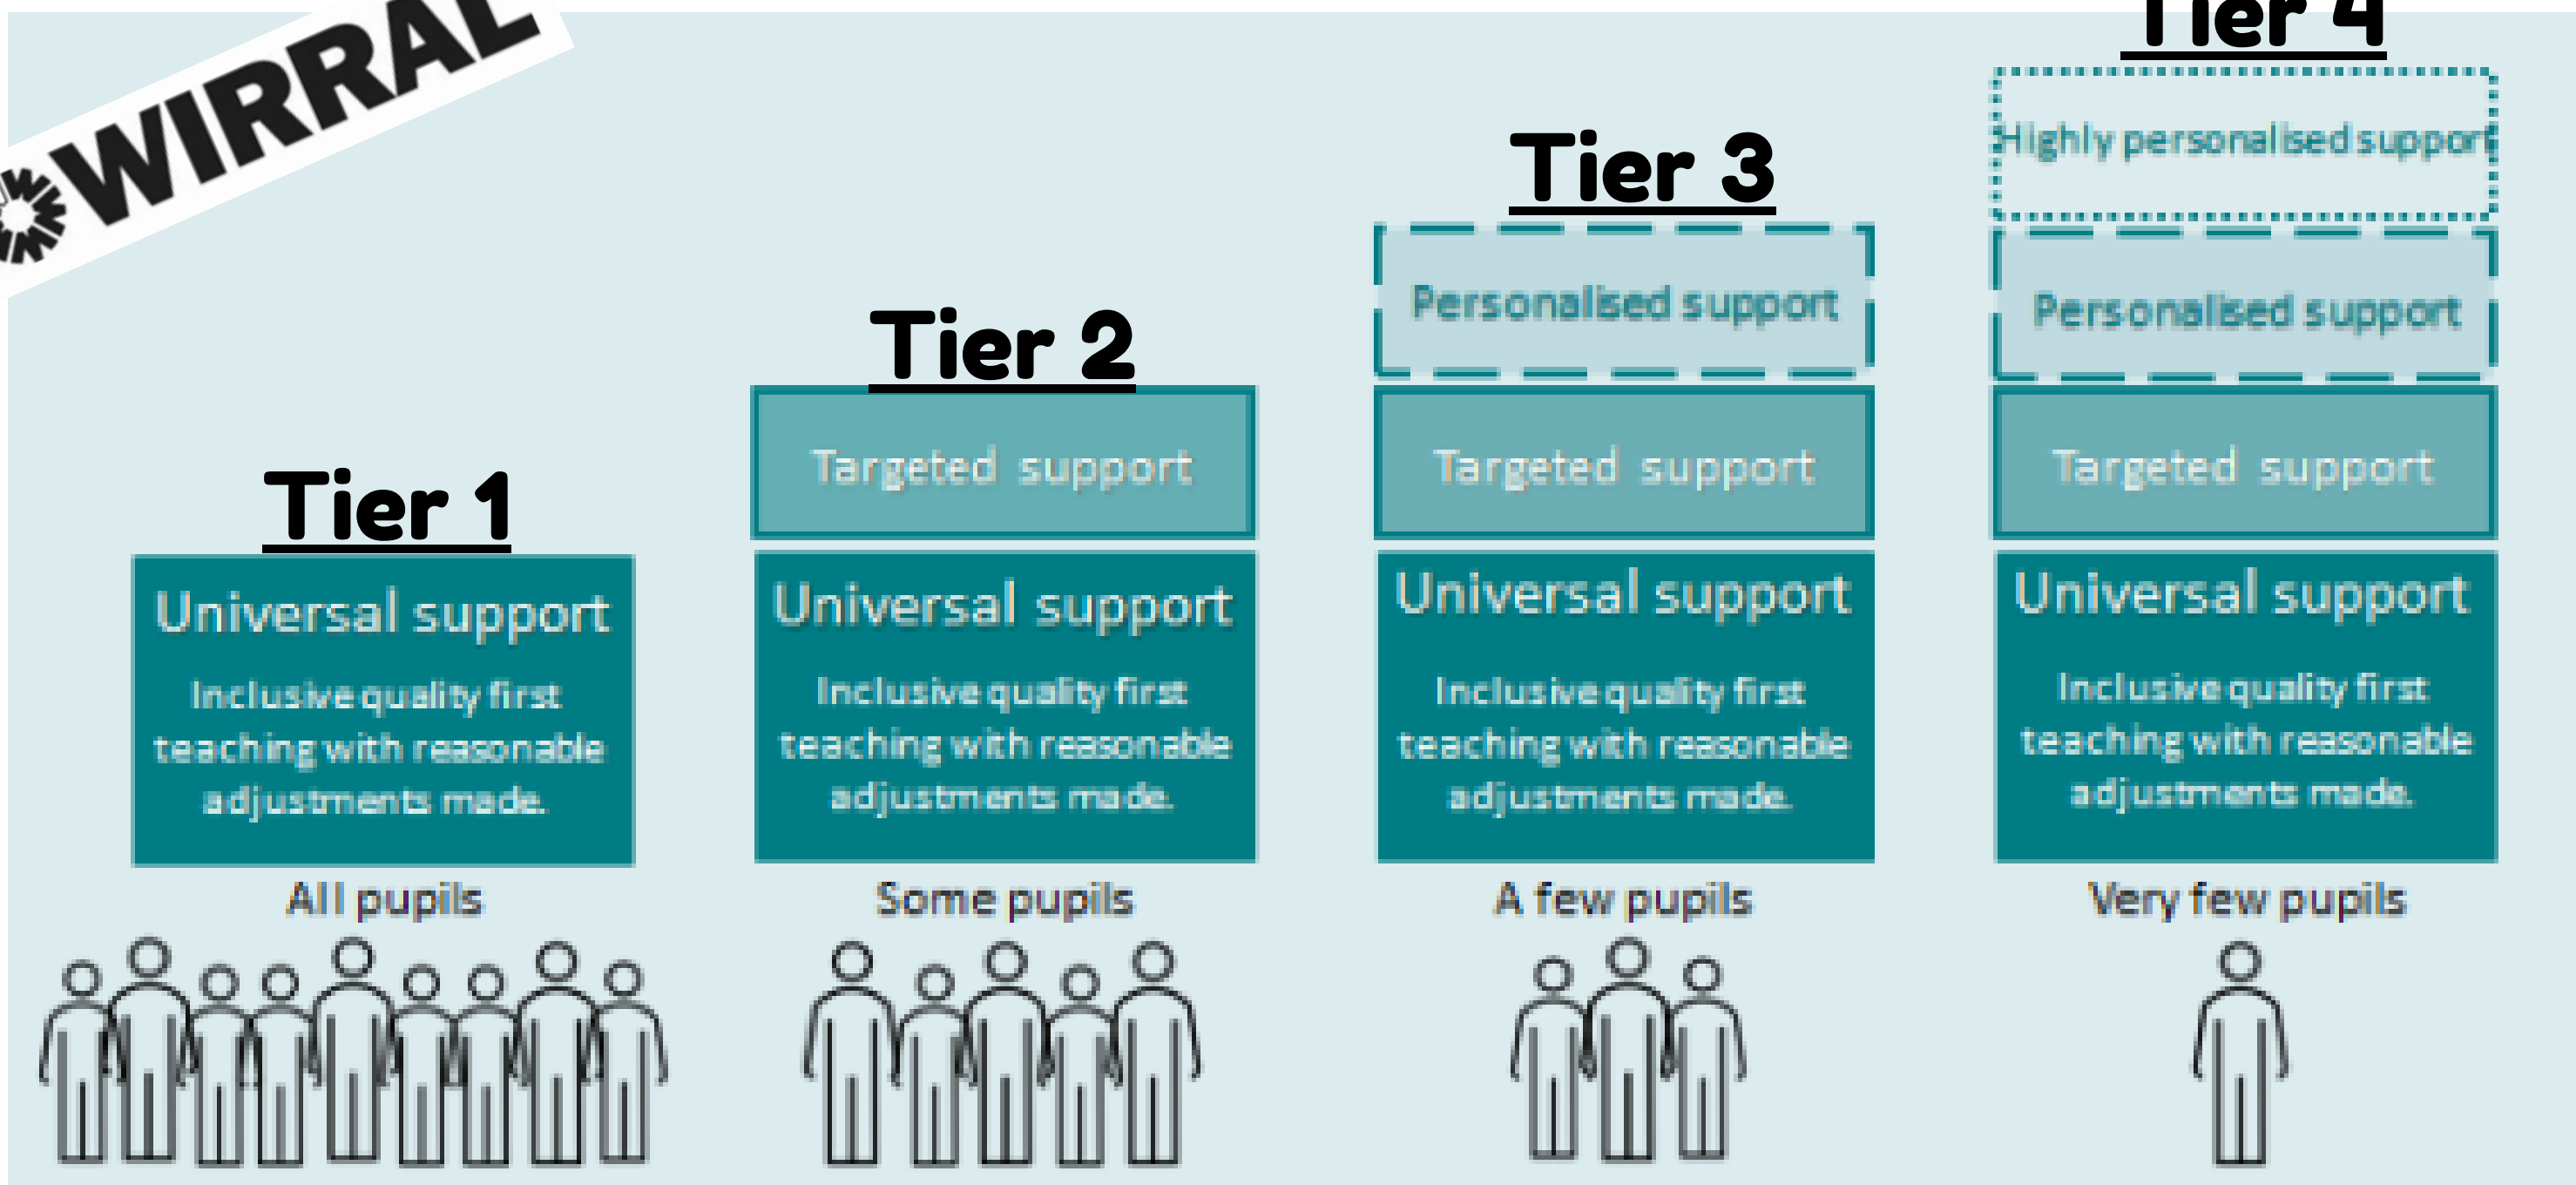 WIRRAL
Tier 1
Universal support
Inclusive quality first
teaching with reasonable
adjustments made.
All pupils
Tier 2
Targeted support
Universal support
Inclusive quality first
teaching with reasonable
adjustments made.
Some pupils
Tier 3
Personalised support
Targeted support
Universal support
Inclusive quality first
teaching with reasonable
adjustments made.
A few pupils
Tier 4
Highly personalised support
Personalised support
Targeted support
Universal support
Inclusive quality first
teaching with reasonable
adjustments made.
Very few pupils